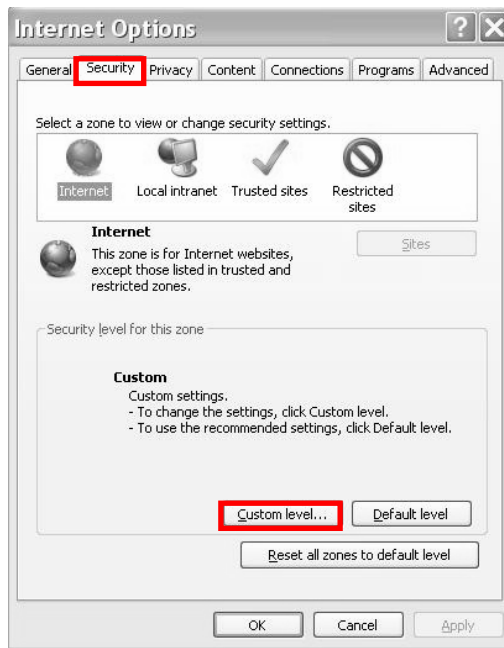 Internet Options
General Security Privacy Content Connections Programs Advanced
Select a zone to view or change security settings.
Internet Local intranet Trusted sites Restricted sites
Internet
This zone is for Internet websites,
except those listed in trusted and
restricted zones.
Sites
Security level for this zone
Custom
Custom settings.
- To change the settings, click Custom level.
- To use the recommended settings, click Default level.
Custom level... Default level
Reset all zones to default level
OK Cancel Apply